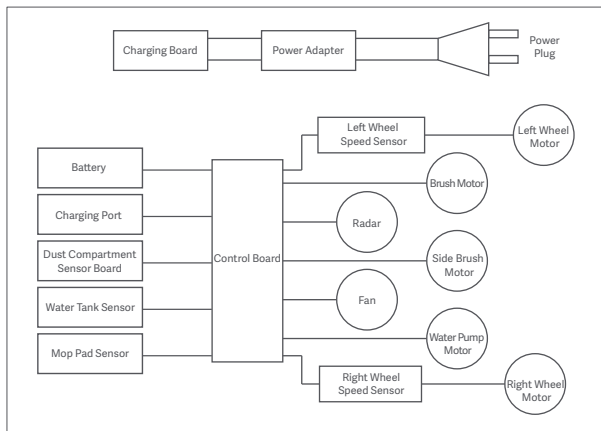 Charging Board
Power Adapter
Power
Plug
Left Wheel
Speed Sensor
Left Wheel
Motor
Battery
Brush Motor
Charging Port
Radar
Dust Compartment
Sensor Board
Control Board
Side Brush
Motor
Water Tank Sensor
Fan
Mop Pad Sensor
Water Pump
Motor
Right Wheel
Speed Sensor
Right Wheel
Motor